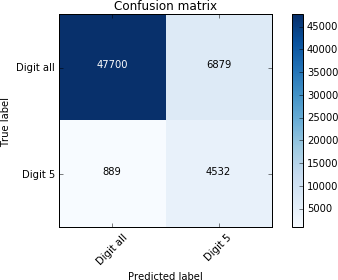 Confusion matrix
Digit all
47700
6879
Digit 5
889
4532
True label
Digit all
Digit 5
Predicted label
45000
40000
35000
30000
25000
20000
15000
10000
5000